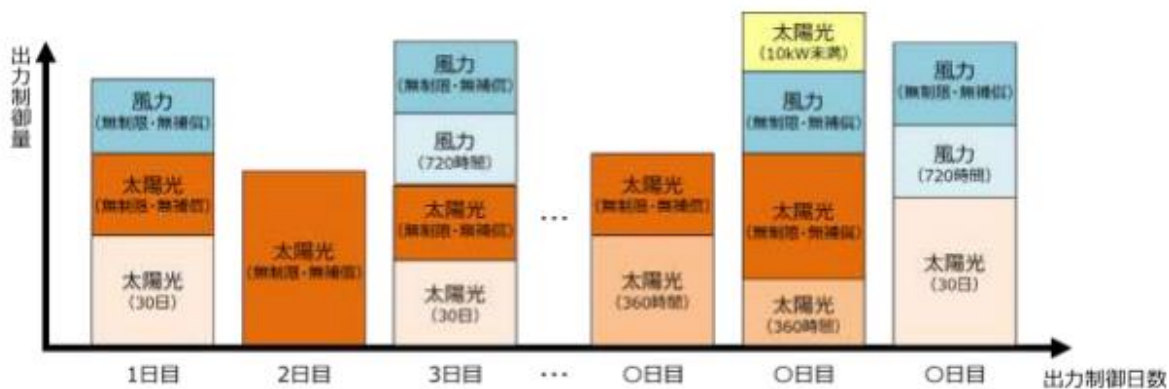 出力制御量
風力
(無制限・無補償)
太陽光
(無制限・無補償)
太陽光
(30日)
太陽光
(無制限・無補償)
風力
(無制限・無補償)
風力
(720時間)
太陽光
(無制限・無補償)
太陽光
(30日)
…
太陽光
(無制限・無補償)
太陽光
(360時間)
太陽光
(10kW未満)
風力
(無制限・無補償)
太陽光
(無制限・無補償)
太陽光
(360時間)
風力
(無制限・無補償)
風力
(720時間)
太陽光
(30日)
1日目
2日目
3日目
…
〇日目
〇日目
〇日目
出力制御日数